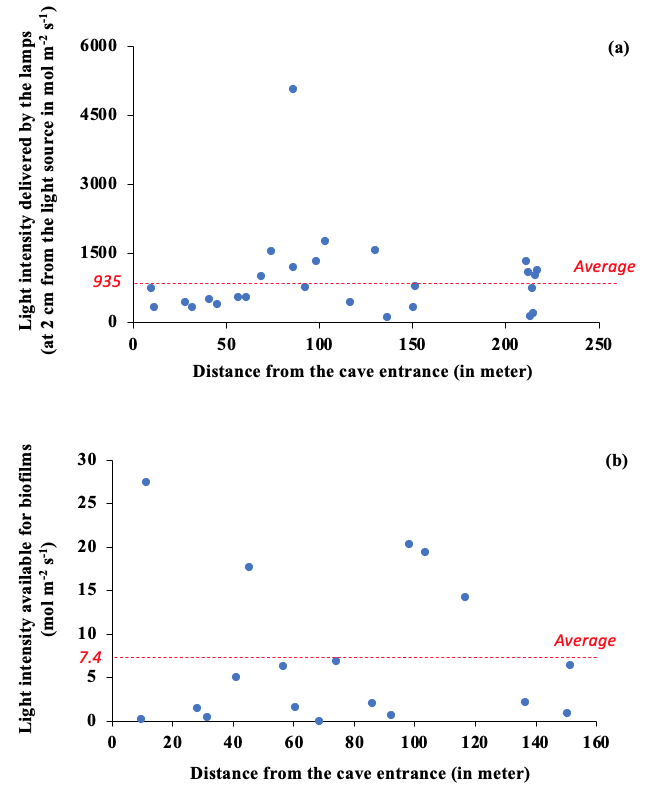 (a)
Light intensity delivered by the lamps
(at 2 cm from the light source in mol m⁻² s⁻¹)
6000
4500
3000
1500
0
935
Average
0 50 100 150 200 250
Distance from the cave entrance (in meter)
(b)
Light intensity available for biofilms
(mol m⁻² s⁻¹)
30
25
20
15
10
5
0
7.4
Average
0 20 40 60 80 100 120 140 160
Distance from the cave entrance (in meter)